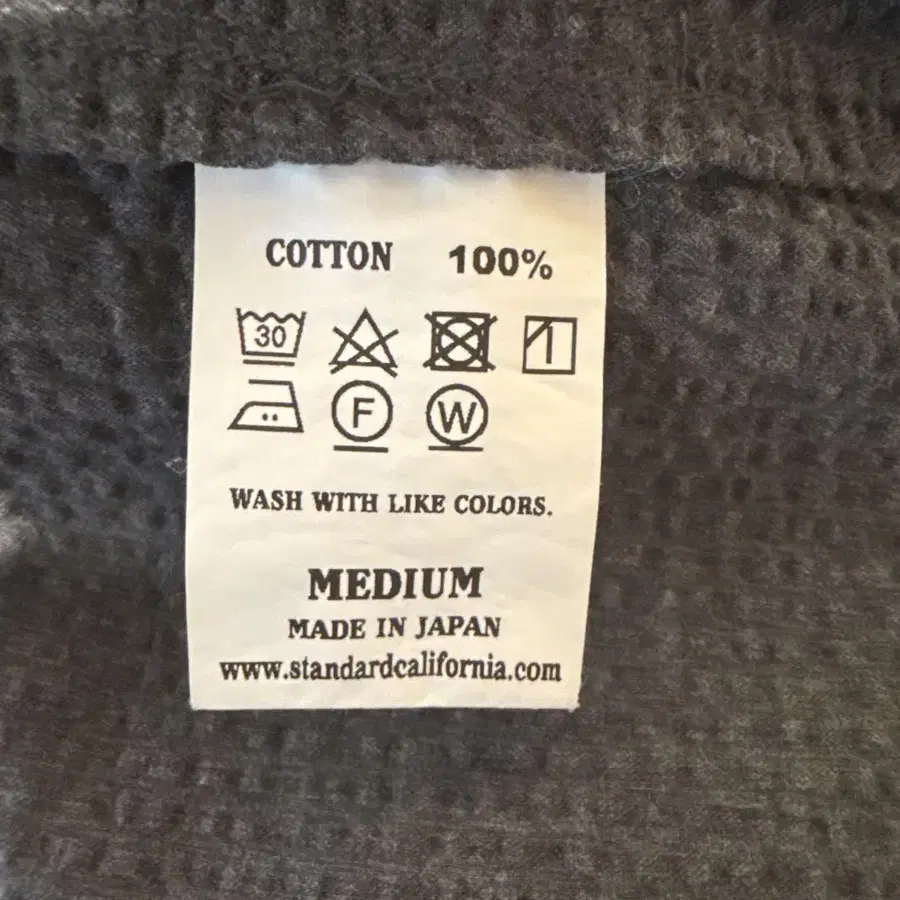 COTTON 100%
30
F W
WASH WITH LIKE COLORS.
MEDIUM
MADE IN JAPAN
www.standardcalifornia.com